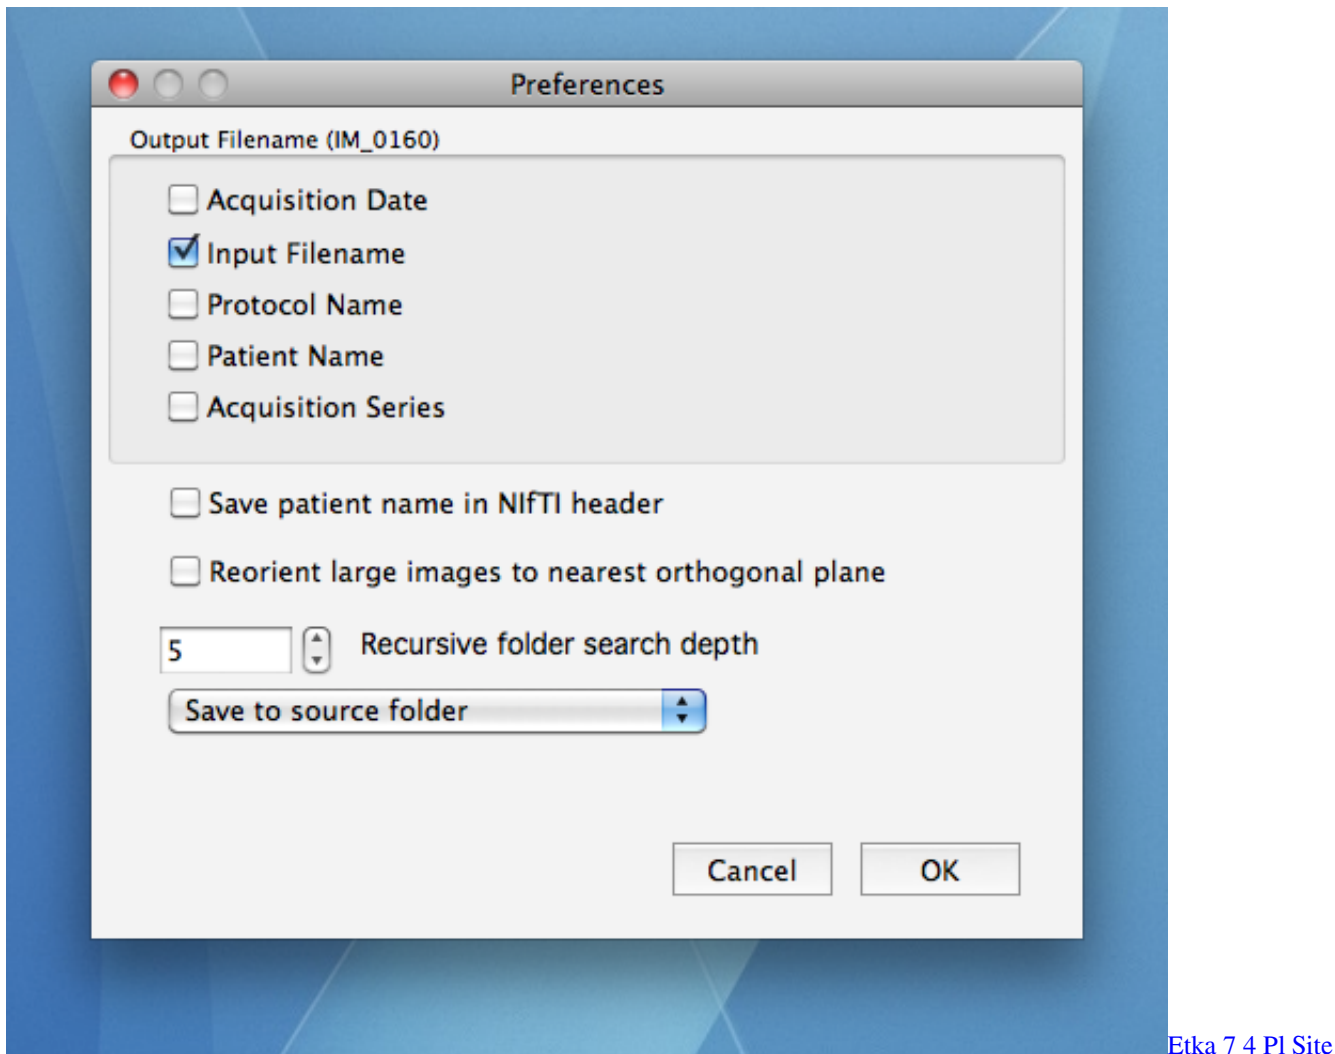 Preferences
Output Filename (IM_0160)
Acquisition Date
Input Filename
Protocol Name
Patient Name
Acquisition Series
Save patient name in NIfTI header
Reorient large images to nearest orthogonal plane
5 Recursive folder search depth
Save to source folder
Cancel OK
Etka 7 4 Pl Site